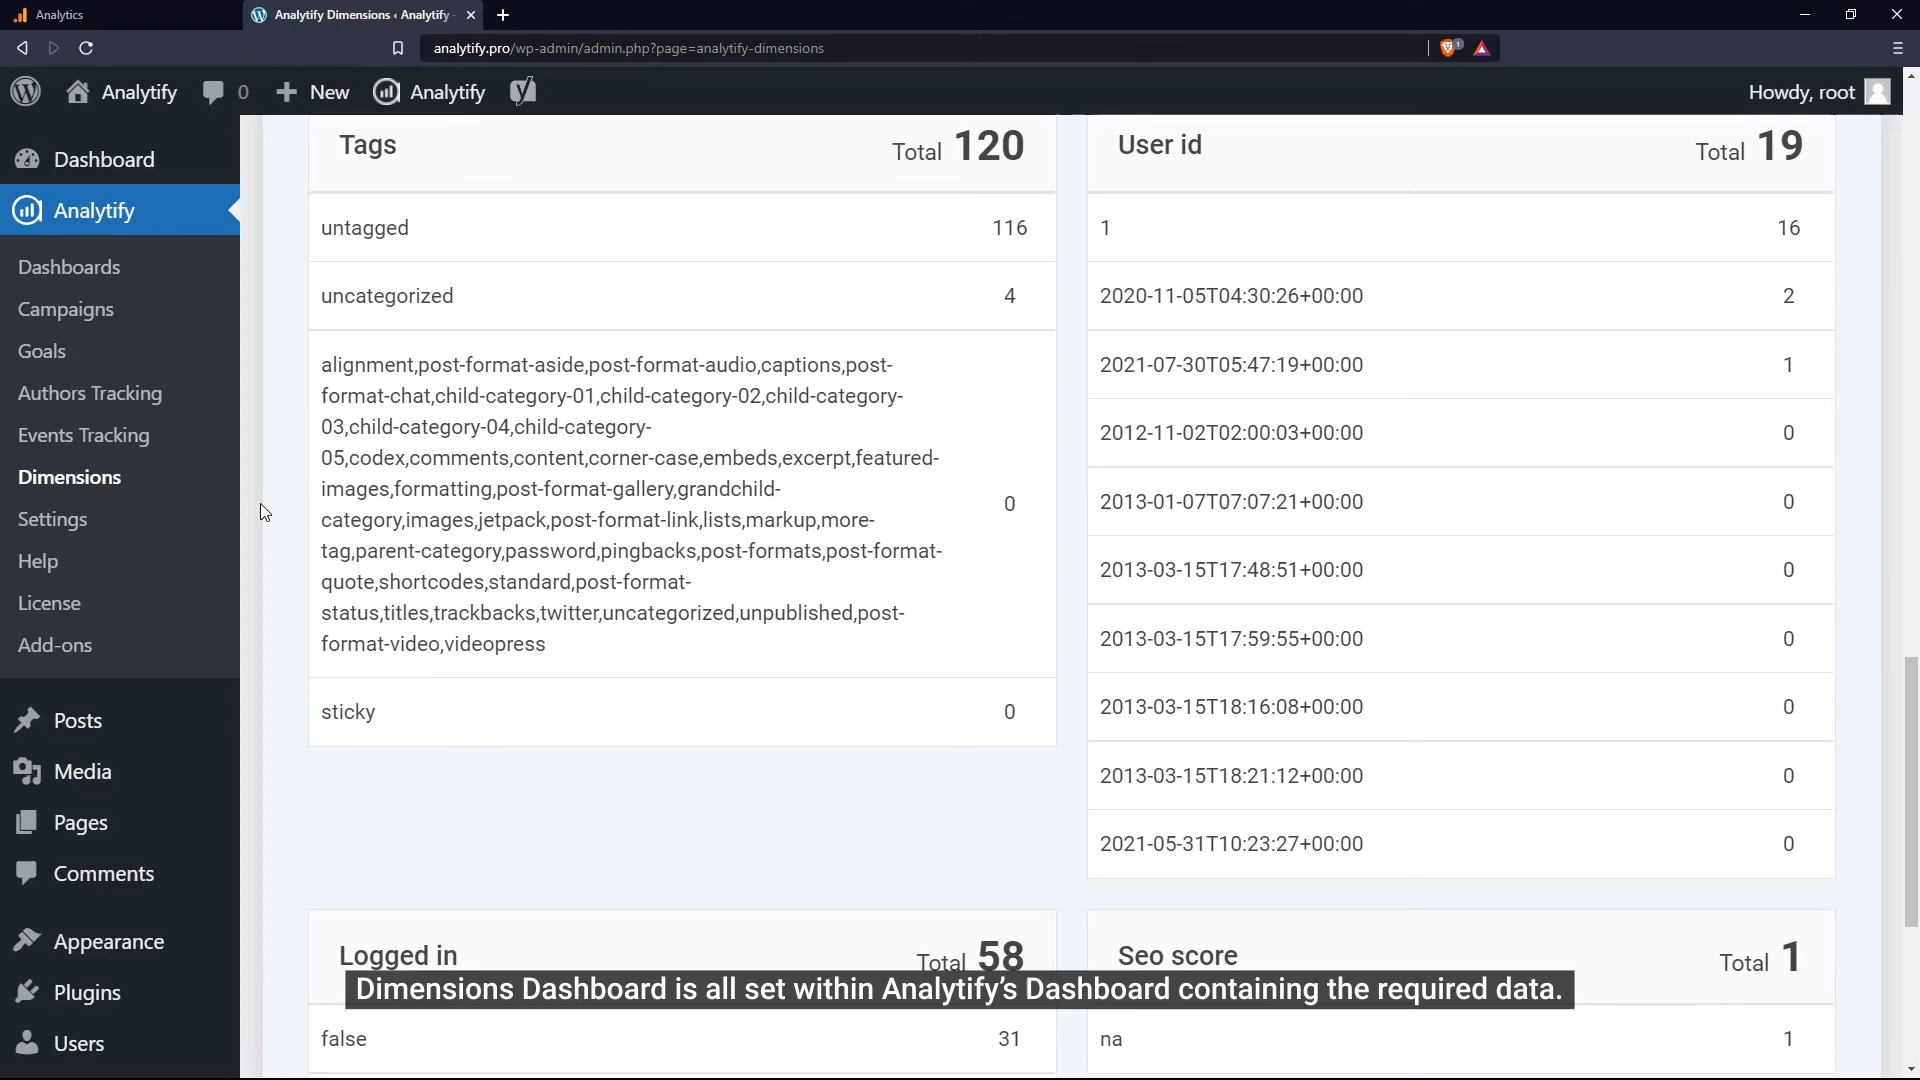 Analytics
Analytify Dimensions ‹ Analytify
analytify.pro/wp-admin/admin.php?page=analytify-dimensions
1
Analytify
0
New
Analytify
Howdy, root
Dashboard
Analytify
Dashboards
Campaigns
Goals
Authors Tracking
Events Tracking
Dimensions
Settings
Help
License
Add-ons
Posts
Media
Pages
Comments
Appearance
Plugins
Users
Tags Total 120
untagged 116
uncategorized 4
alignment,post-format-aside,post-format-audio,captions,post-
format-chat,child-category-01,child-category-02,child-category-
03,child-category-04,child-category-
05,codex,comments,content,corner-case,embeds,excerpt,featured-
images,formatting,post-format-gallery,grandchild-
category,images,jetpack,post-format-link,lists,markup,more-
tag,parent-category,password,pingbacks,post-formats,post-format-
quote,shortcodes,standard,post-format-
status,titles,trackbacks,twitter,uncategorized,unpublished,post-
format-video,videopress
0
sticky 0
User id Total 19
1 16
2020-11-05T04:30:26+00:00 2
2021-07-30T05:47:19+00:00 1
2012-11-02T02:00:03+00:00 0
2013-01-07T07:07:21+00:00 0
2013-03-15T17:48:51+00:00 0
2013-03-15T17:59:55+00:00 0
2013-03-15T18:16:08+00:00 0
2013-03-15T18:21:12+00:00 0
2021-05-31T10:23:27+00:00 0
Logged in Total 58
false 31
Seo score Total 1
na 1
Dimensions Dashboard is all set within Analytify’s Dashboard containing the required data.